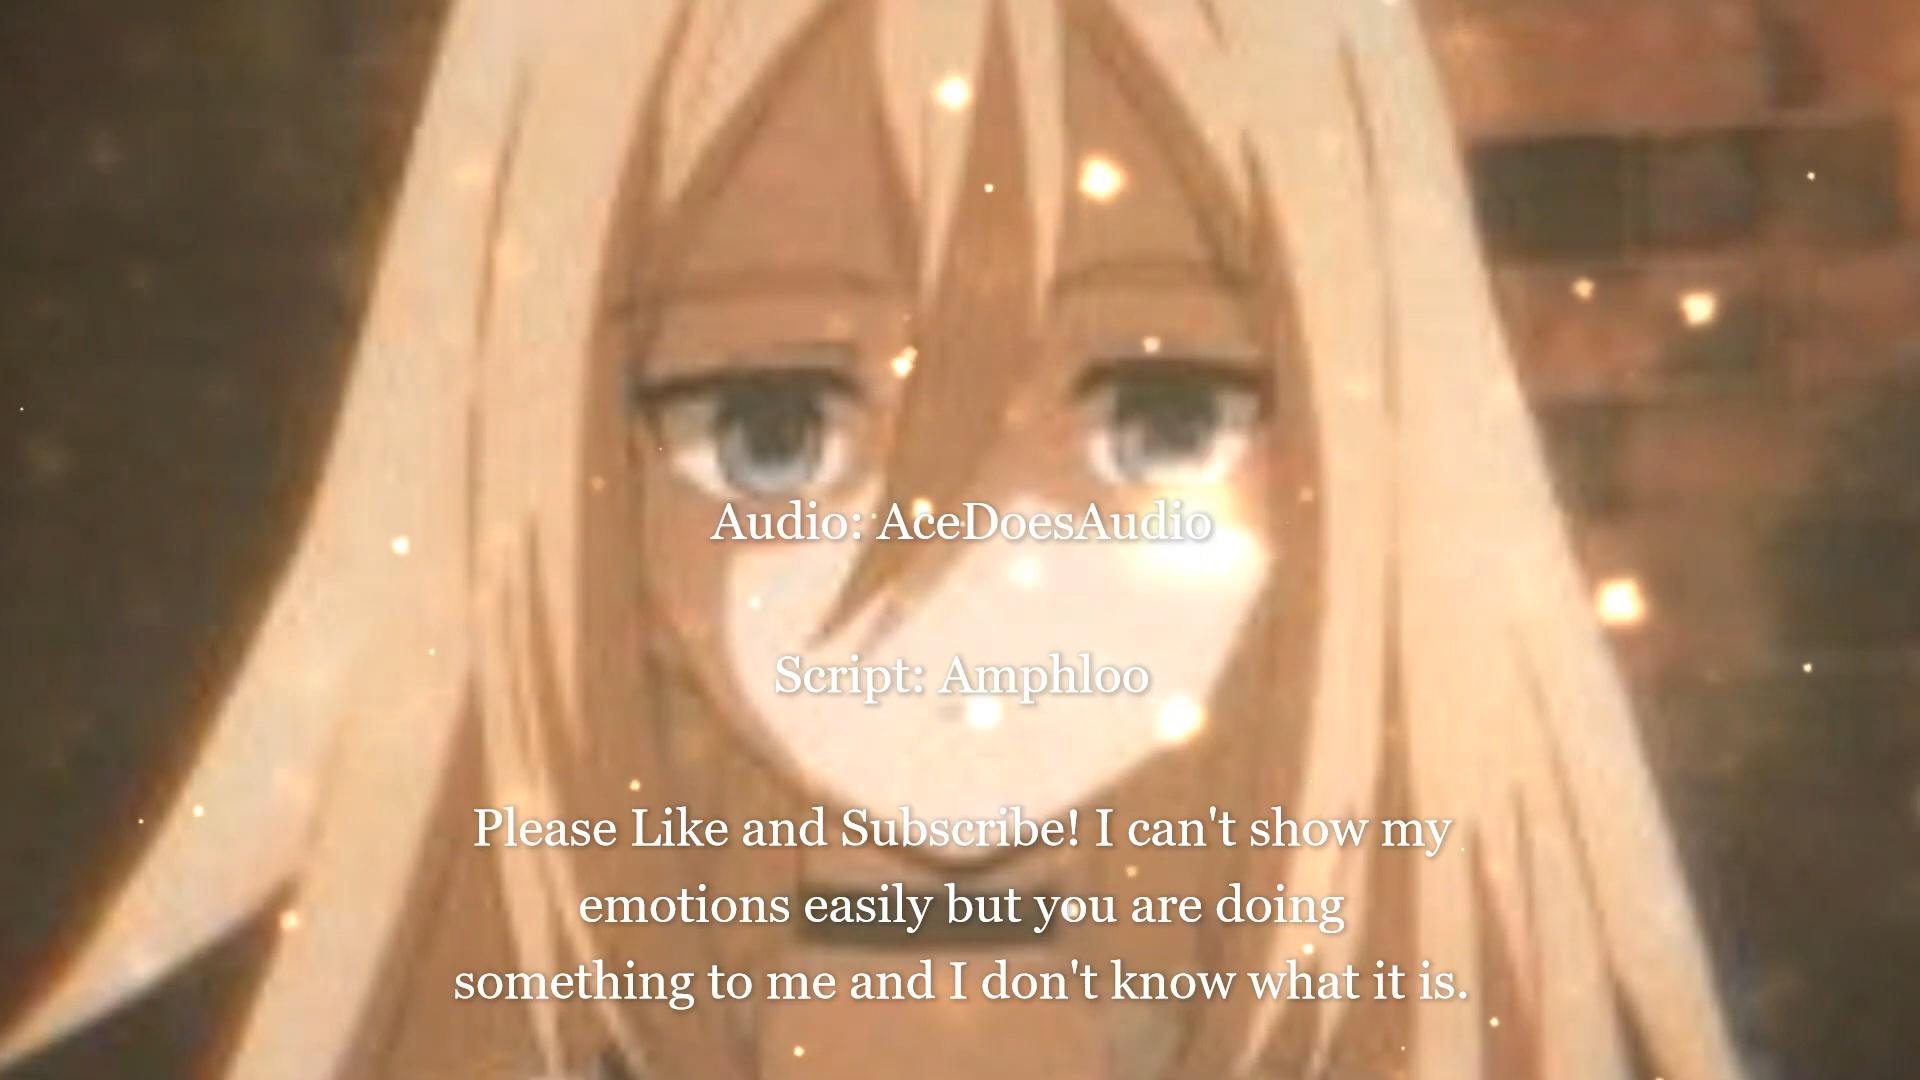 Audio: AceDoesAudio
Script: Amphloo
Please Like and Subscribe! I can't show my
emotions easily but you are doing
something to me and I don't know what it is.